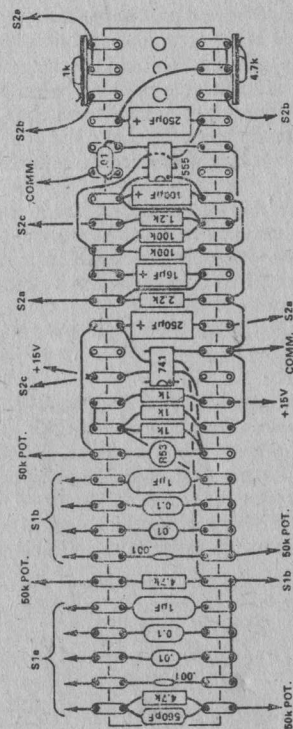 S2a
1k
4.7k
S2b
S2b
250µF +
.01
555
COMM.
100µF +
S2c
1.2k
100k
100k
16µF +
S2a
2.2k
250µF +
S2a
COMM.
+15V
741
S2c
1k
1k
1k
+15V
50k POT.
R53
1µF
S1b
0.1
.01
.001
50k POT.
50k POT.
4.7k
S1b
1µF
S1a
0.1
.01
.001
4.7k
560pF
50k POT.